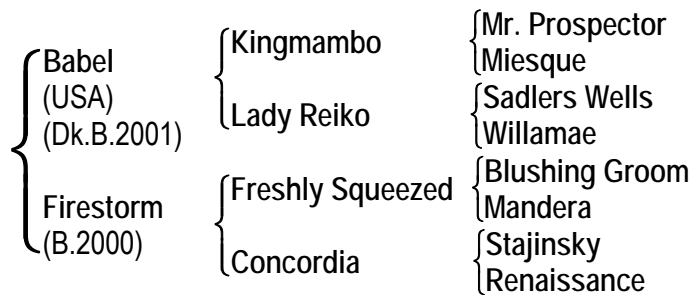 Babel
(USA)
(Dk.B.2001)
Firestorm
(B.2000)
Kingmambo
Lady Reiko
Freshly Squeezed
Concordia
Mr. Prospector
Miesque
Sadlers Wells
Willamae
Blushing Groom
Mandera
Stajinsky
Renaissance